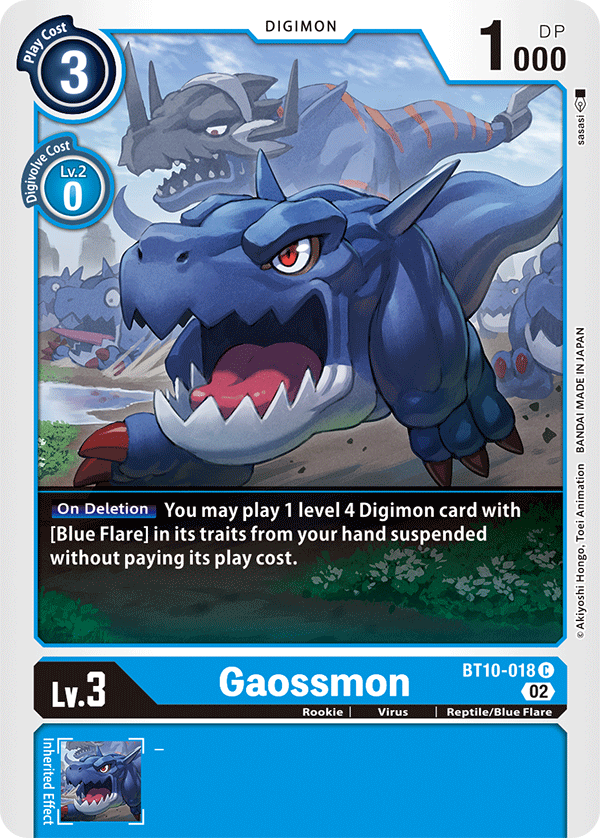 DIGIMON
Play Cost
3
DP
1000
Digivolve Cost
Lv.2
0
sasasi
On Deletion You may play 1 level 4 Digimon card with
[Blue Flare] in its traits from your hand suspended
without paying its play cost.
© Akiyoshi Hongo, Toei Animation BANDAI MADE IN JAPAN
BT10-018 C
Lv.3 Gaossmon 02
Rookie | Virus | Reptile/Blue Flare
Inherited Effect
–